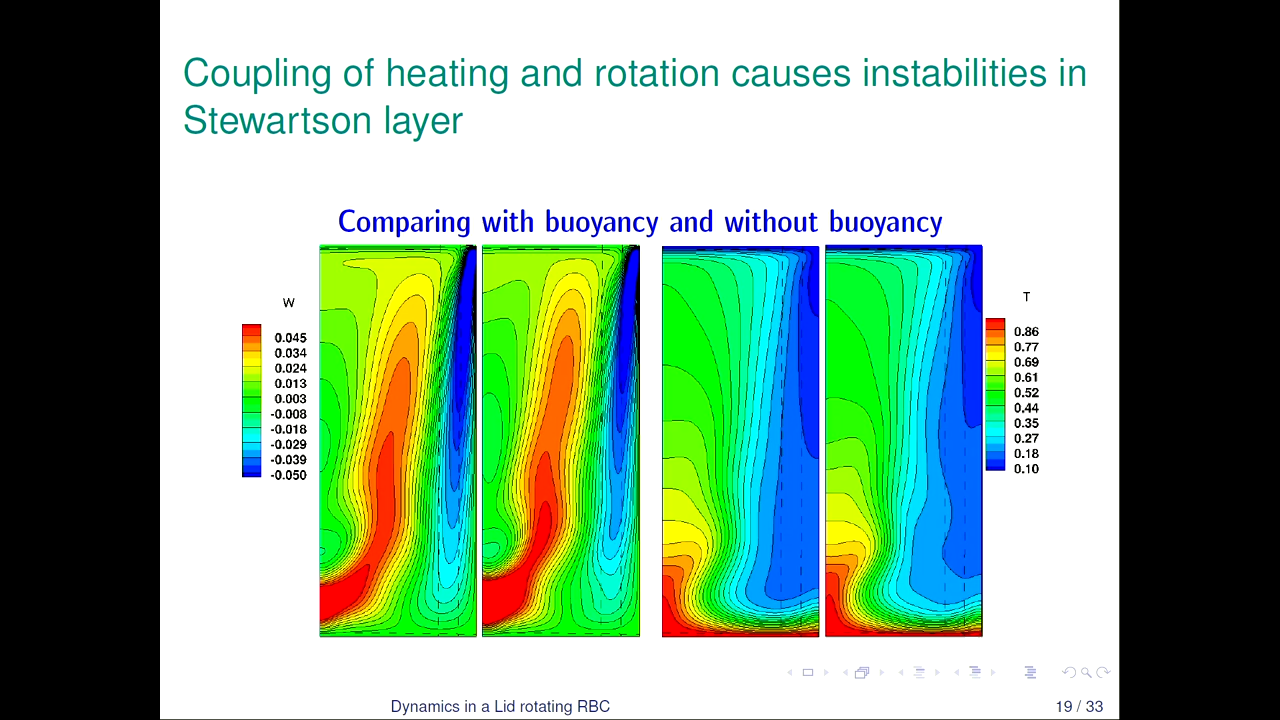 Coupling of heating and rotation causes instabilities in
Stewartson layer
Comparing with buoyancy and without buoyancy
W
0.045
0.034
0.024
0.013
0.003
-0.008
-0.018
-0.029
-0.039
-0.050
T
0.86
0.77
0.69
0.61
0.52
0.44
0.35
0.27
0.18
0.10
Dynamics in a Lid rotating RBC
19 / 33